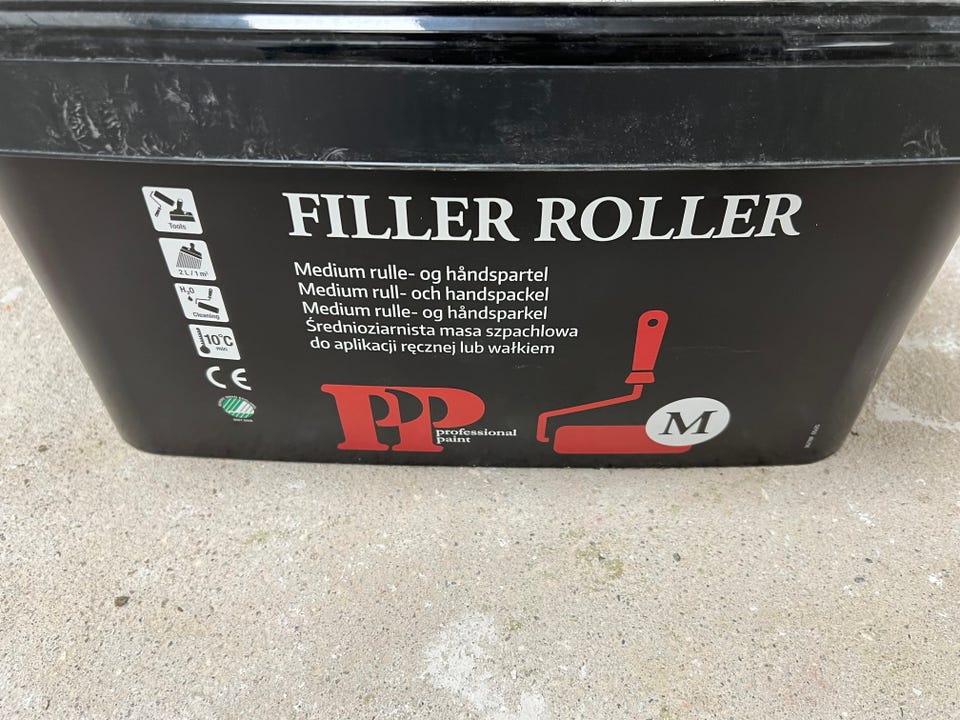 FILLER ROLLER
Medium rulle- og håndspartel
Medium rull- och handspackel
Medium rulle- og håndsparkel
Średnioziarnista masa szpachlowa
do aplikacji ręcznej lub wałkiem
Tools
2 L / 1 m²
H₂O
Cleaning
10°C
min
CE
PP
professional
paint
M